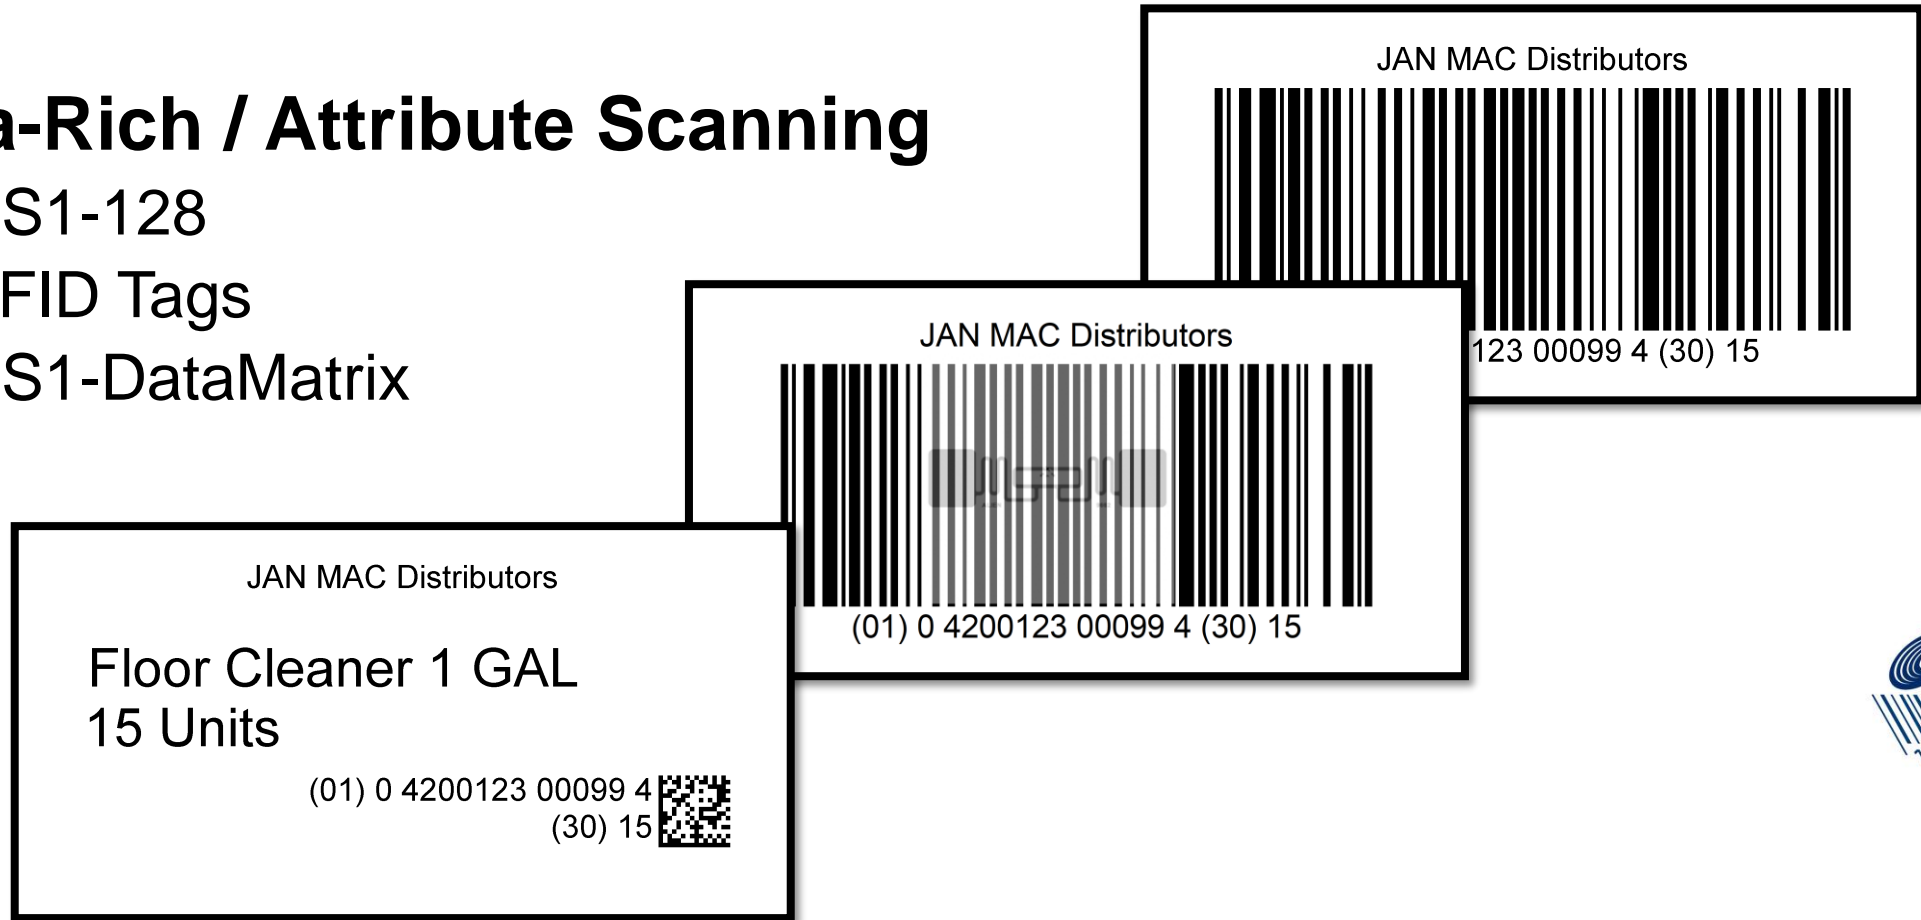 a-Rich / Attribute Scanning
S1-128
FID Tags
S1-DataMatrix
JAN MAC Distributors
123 00099 4 (30) 15
JAN MAC Distributors
(01) 0 4200123 00099 4 (30) 15
JAN MAC Distributors
Floor Cleaner 1 GAL
15 Units
(01) 0 4200123 00099 4
(30) 15